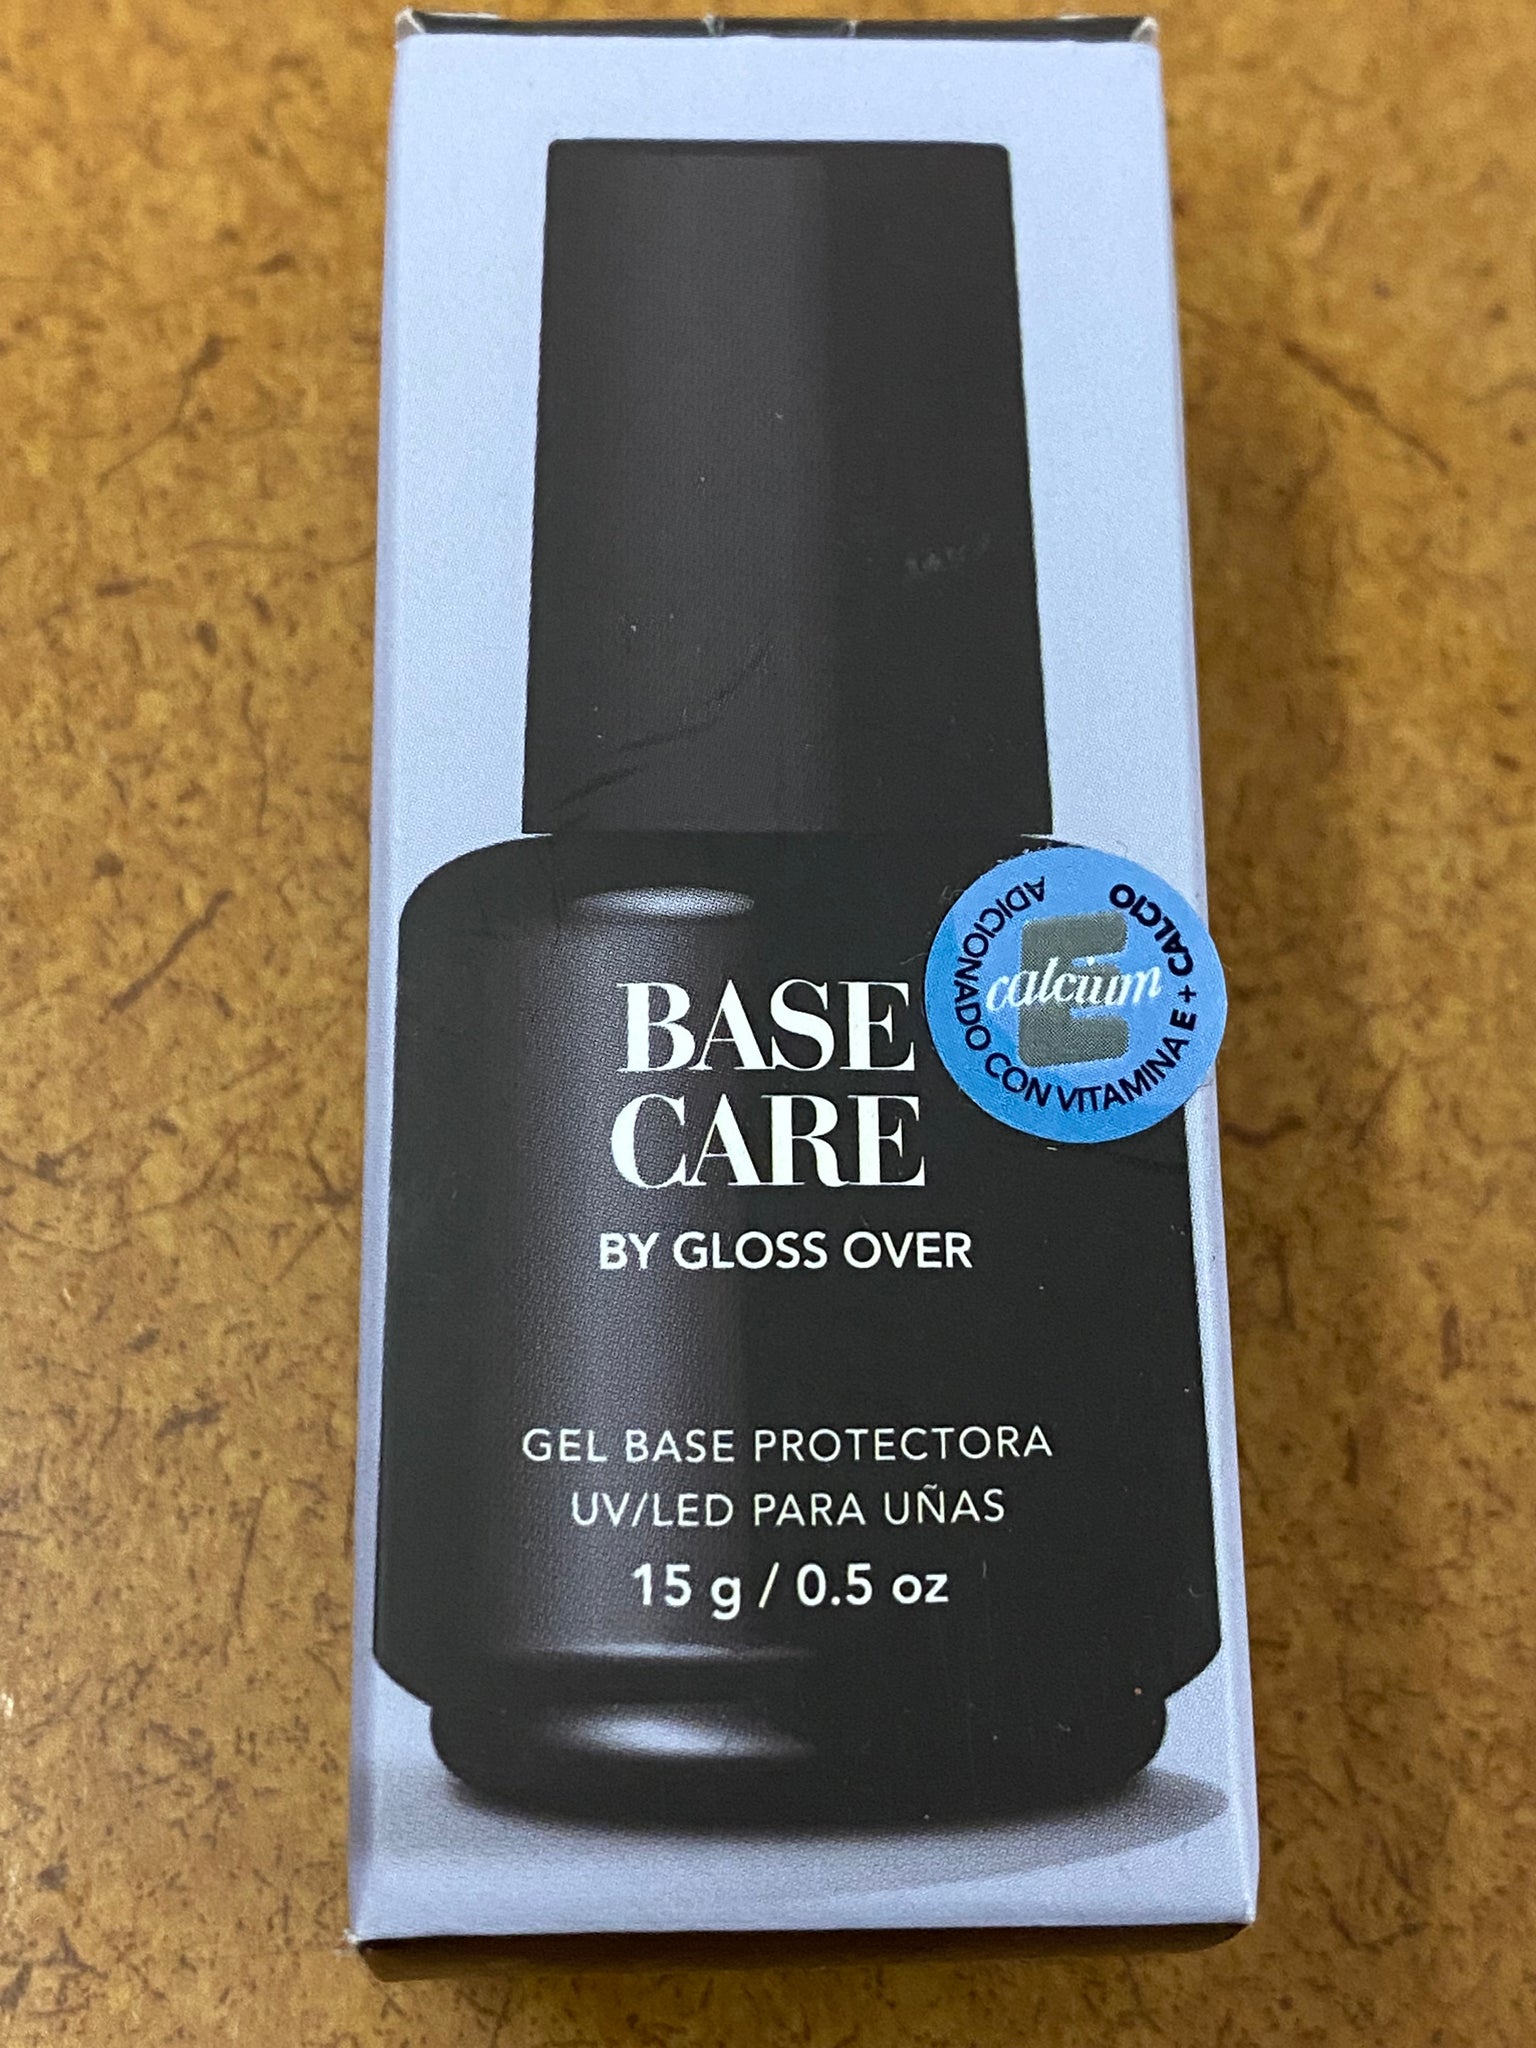 BASE
CARE
BY GLOSS OVER
ADICIONADO CON VITAMINA E + CALCIO
E
calcium
GEL BASE PROTECTORA
UV/LED PARA UÑAS
15 g / 0.5 oz